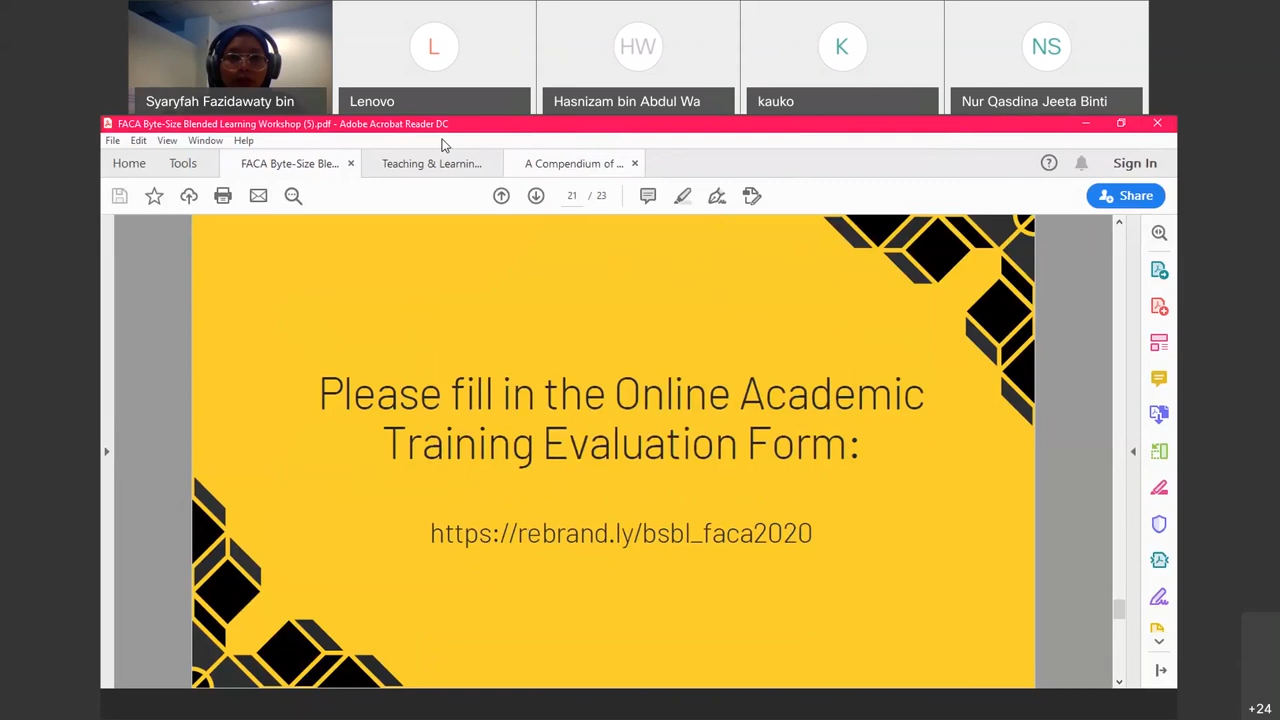 L
HW
K
NS
Syaryfah Fazidawaty bin
Lenovo
Hasnizam bin Abdul Wa
kauko
Nur Qasdina Jeeta Binti
FACA Byte-Size Blended Learning Workshop (5).pdf - Adobe Acrobat Reader DC
File Edit View Window Help
Home Tools FACA Byte-Size Ble... Teaching & Learnin... A Compendium of ... Sign In
21 / 23 Share
Please fill in the Online Academic
Training Evaluation Form:
https://rebrand.ly/bsbl_faca2020
+24